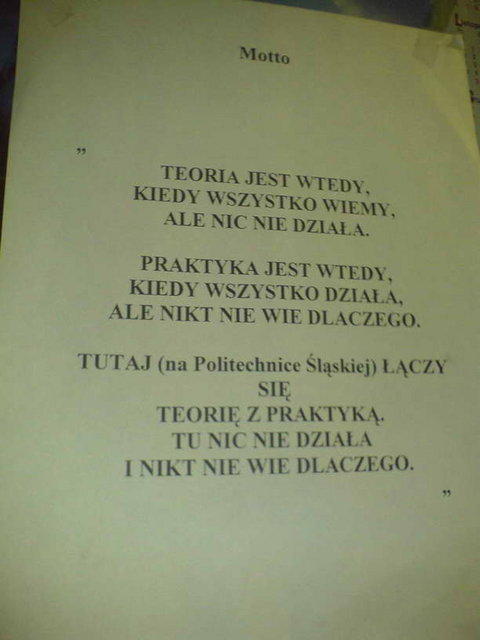 Motto
”
TEORIA JEST WTEDY,
KIEDY WSZYSTKO WIEMY,
ALE NIC NIE DZIAŁA.
PRAKTYKA JEST WTEDY,
KIEDY WSZYSTKO DZIAŁA,
ALE NIKT NIE WIE DLACZEGO.
TUTAJ (na Politechnice Śląskiej) ŁĄCZY
SIĘ
TEORIĘ Z PRAKTYKĄ.
TU NIC NIE DZIAŁA
I NIKT NIE WIE DLACZEGO.
”